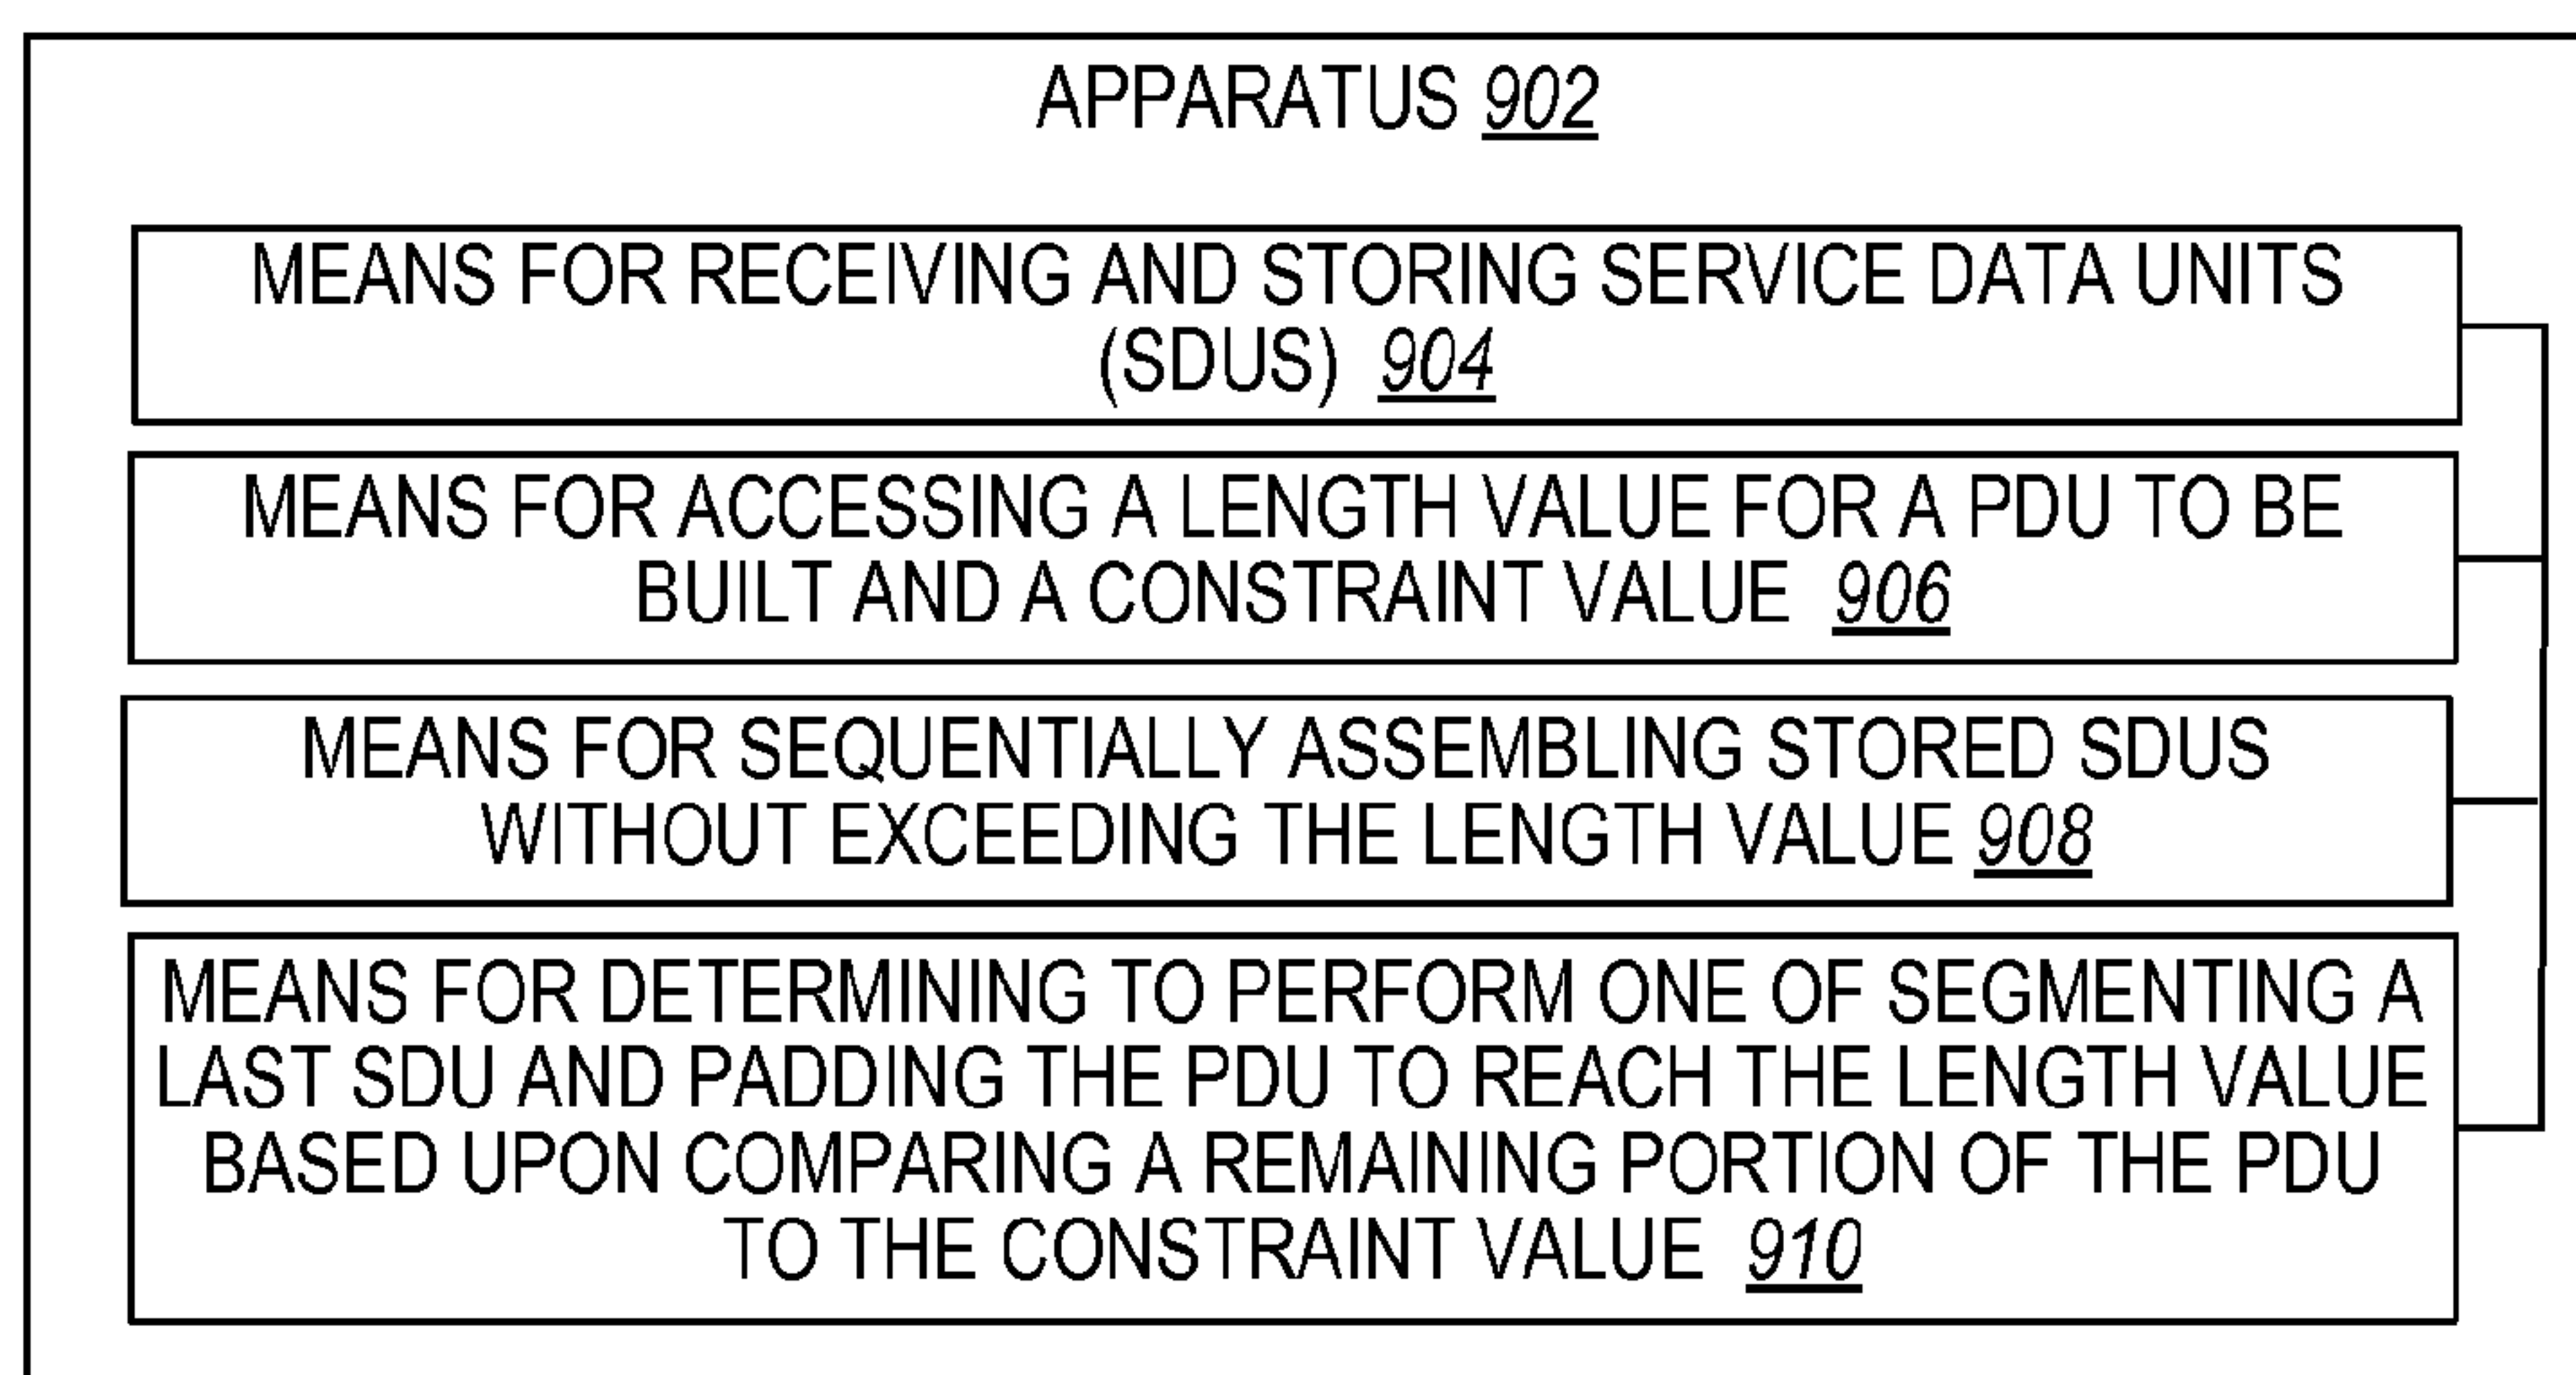 APPARATUS 902
MEANS FOR RECEIVING AND STORING SERVICE DATA UNITS
(SDUS) 904
MEANS FOR ACCESSING A LENGTH VALUE FOR A PDU TO BE
BUILT AND A CONSTRAINT VALUE 906
MEANS FOR SEQUENTIALLY ASSEMBLING STORED SDUS
WITHOUT EXCEEDING THE LENGTH VALUE 908
MEANS FOR DETERMINING TO PERFORM ONE OF SEGMENTING A
LAST SDU AND PADDING THE PDU TO REACH THE LENGTH VALUE
BASED UPON COMPARING A REMAINING PORTION OF THE PDU
TO THE CONSTRAINT VALUE 910